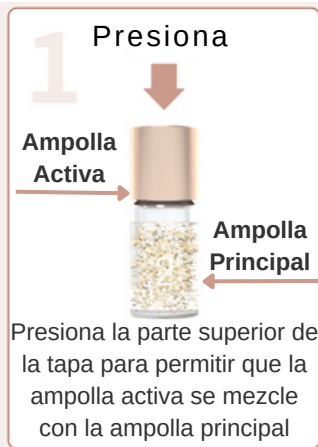 1
Presiona
Ampolla
Activa
Ampolla
Principal
Presiona la parte superior de
la tapa para permitir que la
ampolla activa se mezcle
con la ampolla principal